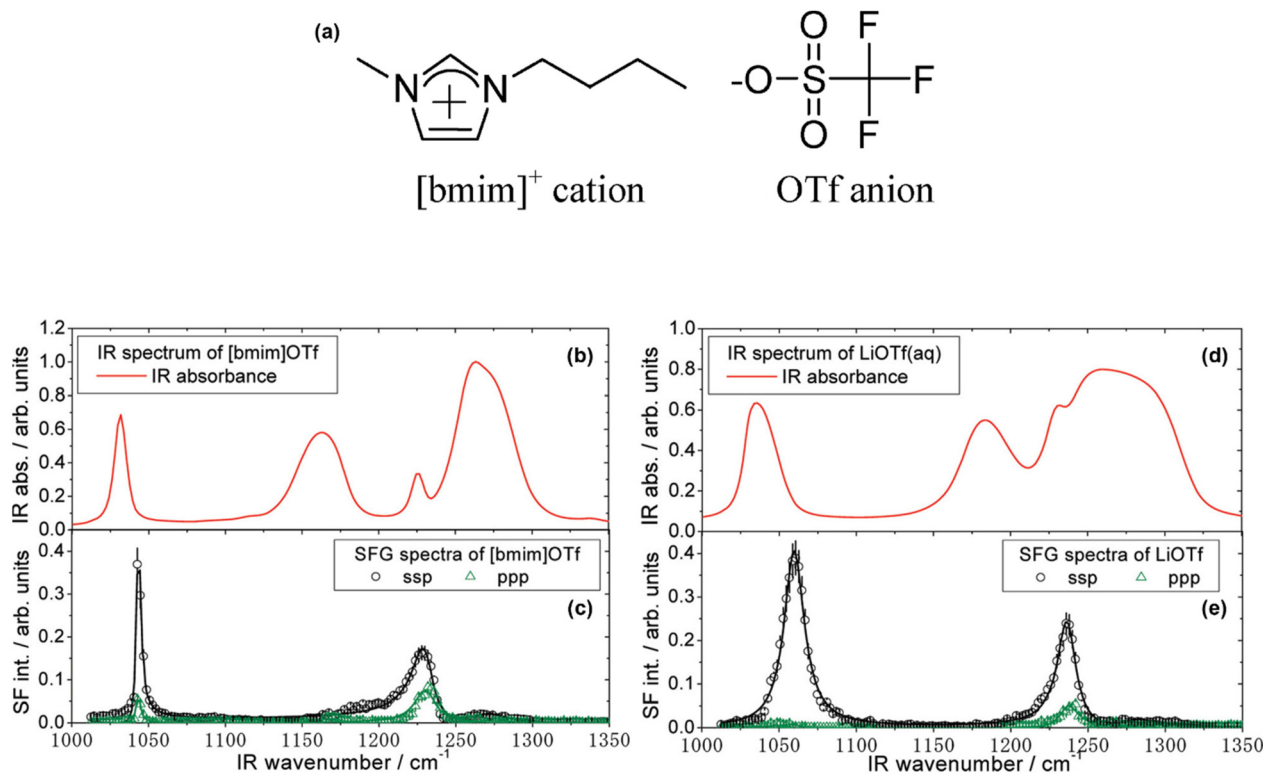 (a)
N
N
+
-O
S
O
O
F
F
F
[bmim]+ cation
OTf anion
IR spectrum of [bmim]OTf
IR absorbance
(b)
IR abs. / arb. units
1.2
1.0
0.8
0.6
0.4
0.2
0.0
SFG spectra of [bmim]OTf
ssp
ppp
(c)
SF int. / arb. units
0.4
0.3
0.2
0.1
0.0
1000 1050 1100 1150 1200 1250 1300 1350
IR wavenumber / cm-1
IR spectrum of LiOTf(aq)
IR absorbance
(d)
IR abs. / arb. units
1.0
0.8
0.6
0.4
0.2
0.0
SFG spectra of LiOTf
ssp
ppp
(e)
SF int. / arb. units
0.4
0.3
0.2
0.1
0.0
1000 1050 1100 1150 1200 1250 1300 1350
IR wavenumber / cm-1